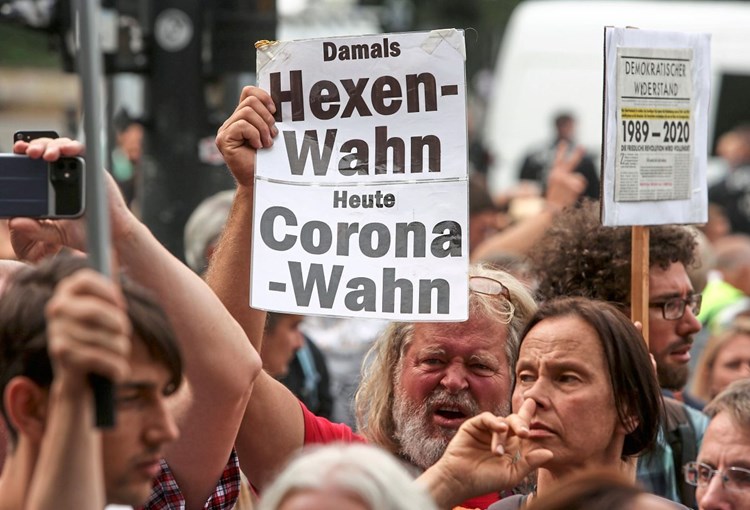 Damals
Hexen-
Wahn
Heute
Corona
-Wahn
DEMOKRATISCHER
WIDERSTAND
1989 – 2020